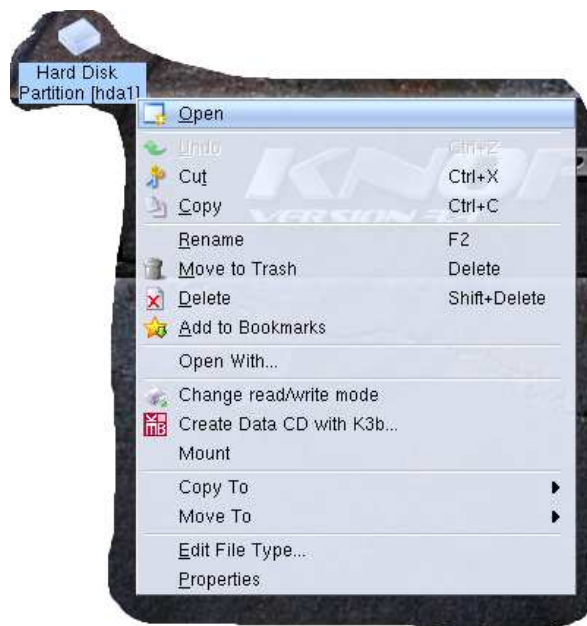 Hard Disk
Partition [hda1]
Open
Undo Ctrl+Z
Cut Ctrl+X
Copy Ctrl+C
Rename F2
Move to Trash Delete
Delete Shift+Delete
Add to Bookmarks
Open With...
Change read/write mode
Create Data CD with K3b...
Mount
Copy To
Move To
Edit File Type...
Properties
KNOP
VERSION